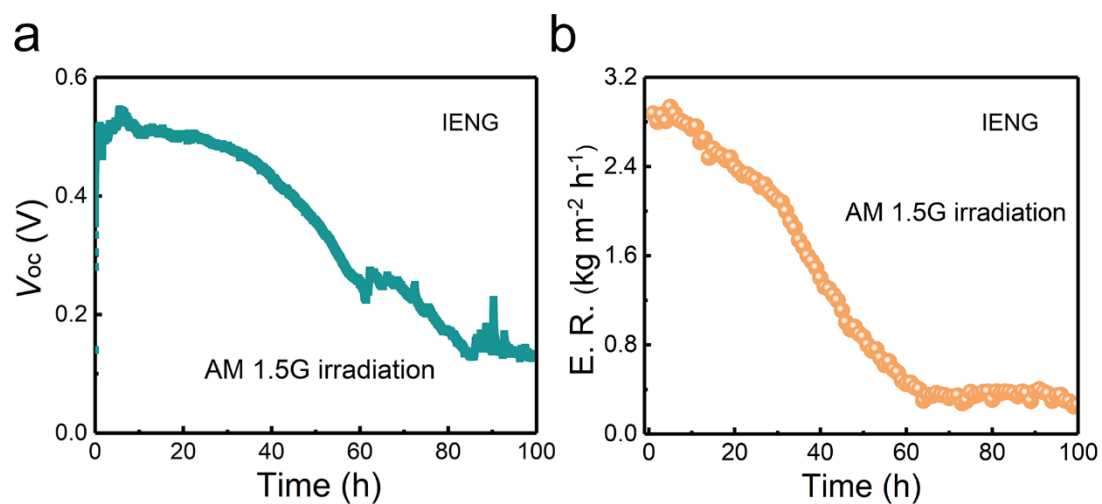 a
0.6
0.4
0.2
0.0
Voc (V)
IENG
AM 1.5G irradiation
0 20 40 60 80 100
Time (h)
b
3.2
2.4
1.6
0.8
0.0
E. R. (kg m-2 h-1)
IENG
AM 1.5G irradiation
0 20 40 60 80 100
Time (h)